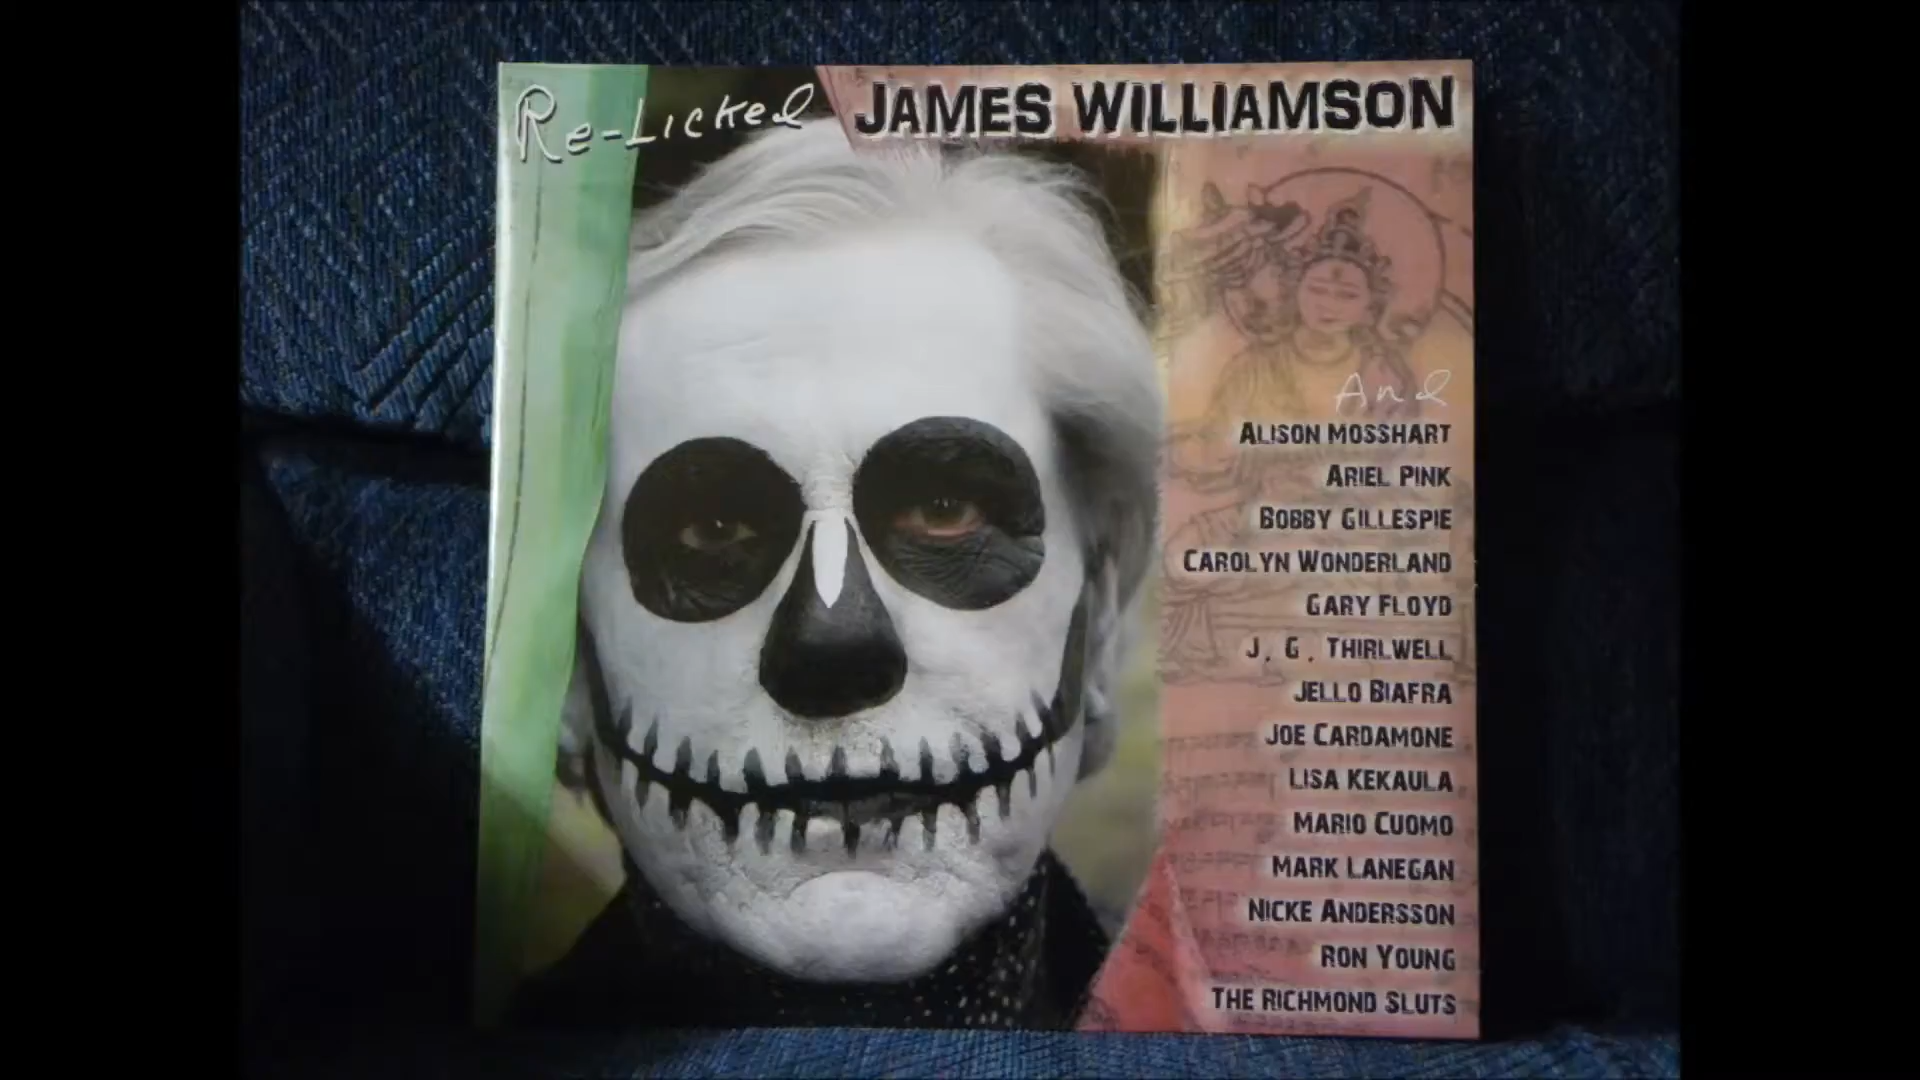 Re-Licked
JAMES WILLIAMSON
And
ALISON MOSSHART
ARIEL PINK
BOBBY GILLESPIE
CAROLYN WONDERLAND
GARY FLOYD
J. G. THIRLWELL
JELLO BIAFRA
JOE CARDAMONE
LISA KEKAULA
MARIO CUOMO
MARK LANEGAN
NICKE ANDERSSON
RON YOUNG
THE RICHMOND SLUTS